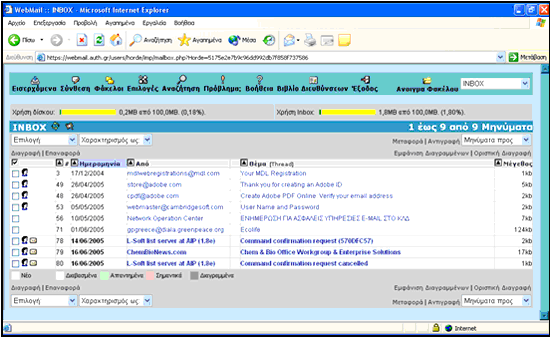 WebMail :: INBOX - Microsoft Internet Explorer
Αρχείο Επεξεργασία Προβολή Αγαπημένα Εργαλεία Βοήθεια
Πίσω Αναζήτηση Αγαπημένα Μέσα
Διεύθυνση https://webmail.auth.gr/users/horde/imp/mailbox.php?Horde=5175e2e7b9c96dd992db7f858f737586 Μετάβαση
Εισερχόμενα Σύνθεση Φάκελοι Επιλογές Αναζήτηση Πρόβλημα; Βοήθεια Βιβλίο Διευθύνσεων Έξοδος Άνοιγμα Φακέλου INBOX
Χρήση δίσκου: 0,2MB από 100,0MB. (0,18%). Χρήση Inbox: 1,8MB από 100,0MB. (1,80%).
INBOX 1 έως 9 από 9 Μηνύματα
Επιλογή Χαρακτηρισμός ως Μεταφορά | Αντιγραφή Μηνύματα προς
Διαγραφή | Επαναφορά Εμφάνιση Διαγραμμένων | Οριστική Διαγραφή
# Ημερομηνία Από Θέμα [Thread] Μέγεθος
3 17/12/2004 mdlwebregistrations@mdl.com Your MDL Registration 1kb
49 25/04/2005 store@adobe.com Thank you for creating an Adobe ID 5kb
48 26/04/2005 cpdf@adobe.com Create Adobe PDF Online: Verify your email address 2kb
53 05/05/2005 webmaster@cambridgesoft.com User Name and Password 2kb
56 10/05/2005 Network Operation Center ΕΝΗΜΕΡΩΣΗ ΓΙΑ ΑΣΦΑΛΕΙΣ ΥΠΗΡΕΣΙΕΣ E-MAIL ΣΤΟ ΚΛΔ 7kb
71 01/06/2005 gpgreece@diala.greenpeace.org Ecolife 124kb
78 14/06/2005 L-Soft list server at AIP (1.8e) Command confirmation request (570DFC57) 2kb
79 16/06/2005 ChemBioNews.com Chem & Bio Office Workgroup & Enterprise Solutions 17kb
80 16/06/2005 L-Soft list server at AIP (1.8e) Command confirmation request cancelled 2kb
Νέο Διαβασμένα Απαντημένα Σημαντικά Διαγραμμένα
Διαγραφή | Επαναφορά Εμφάνιση Διαγραμμένων | Οριστική Διαγραφή
Επιλογή Χαρακτηρισμός ως Μεταφορά | Αντιγραφή Μηνύματα προς
Internet